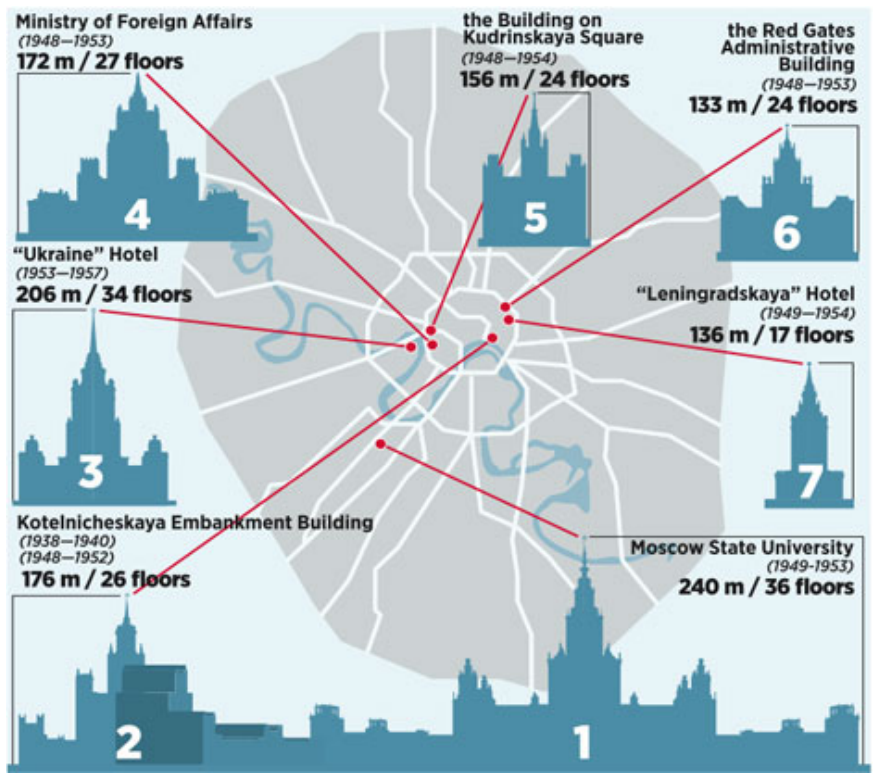 Ministry of Foreign Affairs
(1948—1953)
172 m / 27 floors
4
the Building on
Kudrinskaya Square
(1948—1954)
156 m / 24 floors
5
the Red Gates
Administrative
Building
(1948—1953)
133 m / 24 floors
6
“Ukraine” Hotel
(1953—1957)
206 m / 34 floors
3
“Leningradskaya” Hotel
(1949—1954)
136 m / 17 floors
7
Kotelnicheskaya Embankment Building
(1938—1940)
(1948—1952)
176 m / 26 floors
2
Moscow State University
(1949-1953)
240 m / 36 floors
1